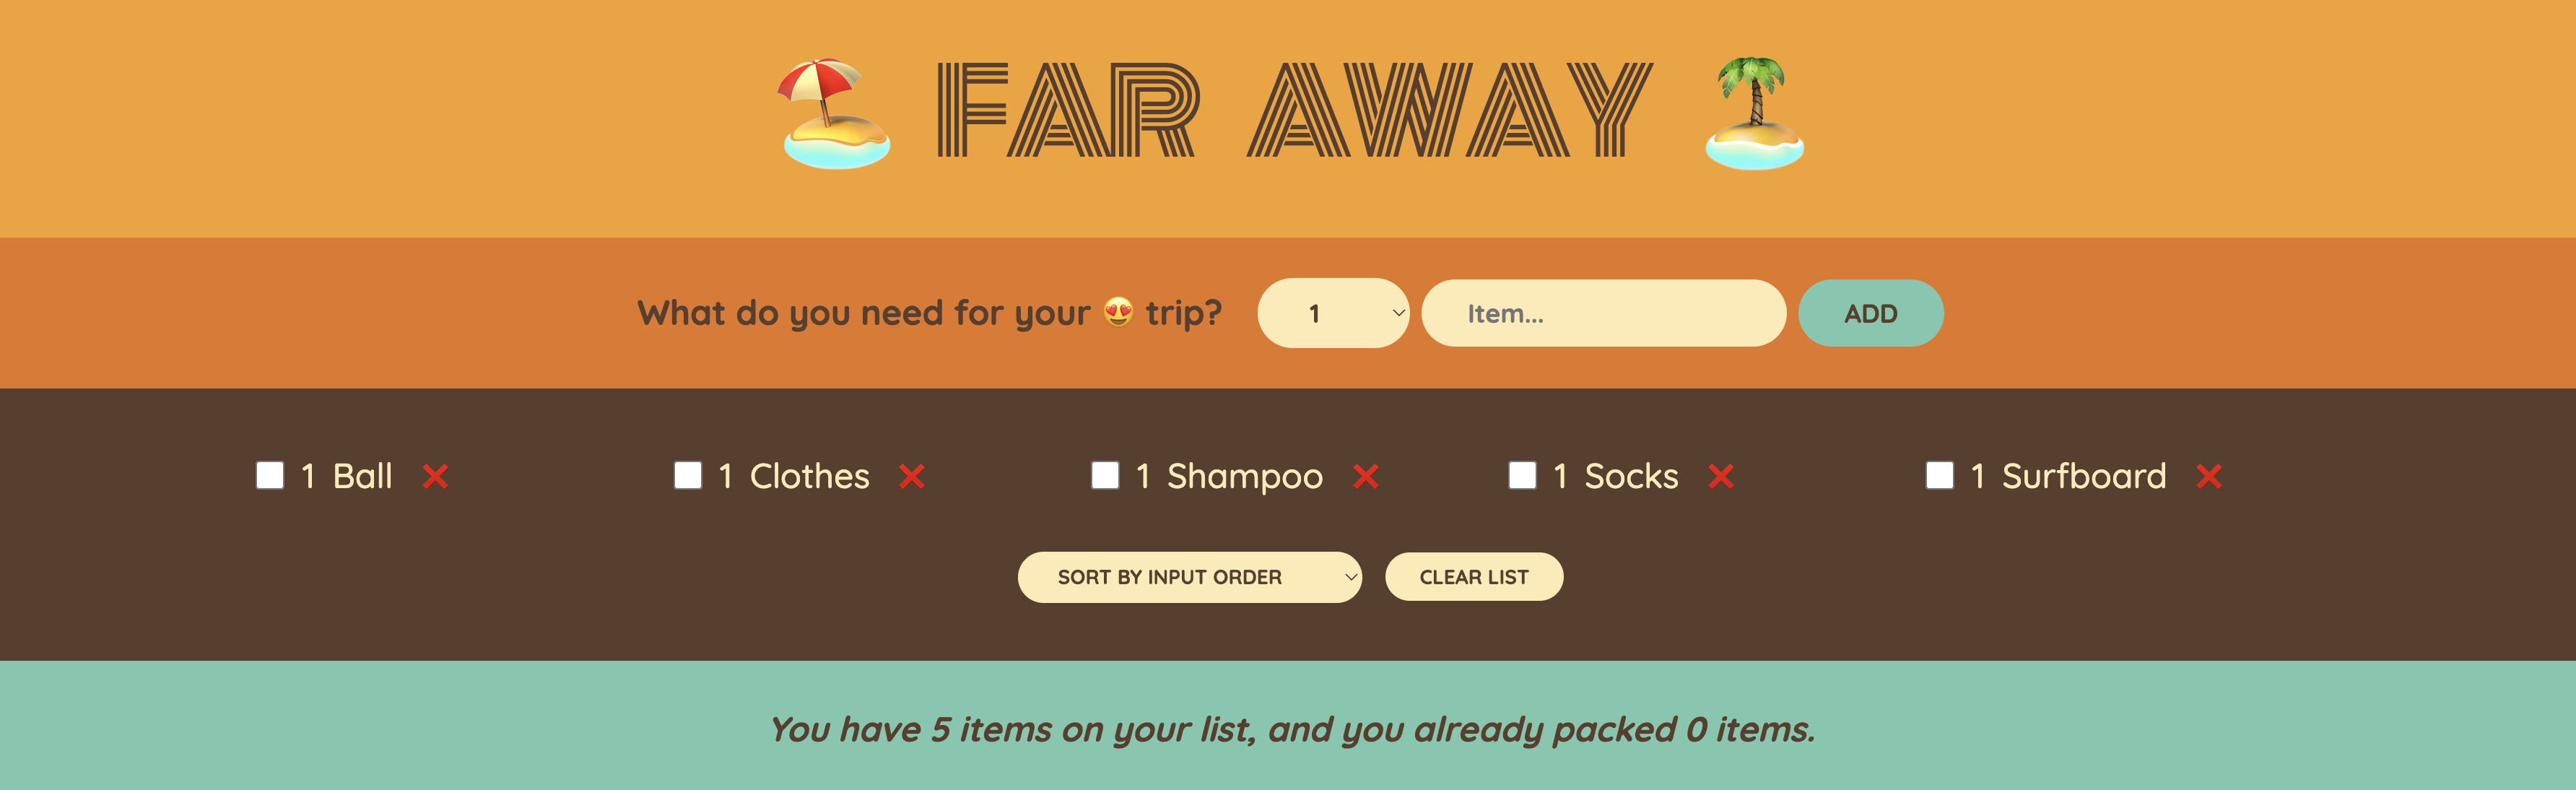 🏖️ FAR AWAY 🏝️
What do you need for your 😍 trip? 1 Item... ADD
1 Ball ❌ 1 Clothes ❌ 1 Shampoo ❌ 1 Socks ❌ 1 Surfboard ❌
SORT BY INPUT ORDER CLEAR LIST
You have 5 items on your list, and you already packed 0 items.